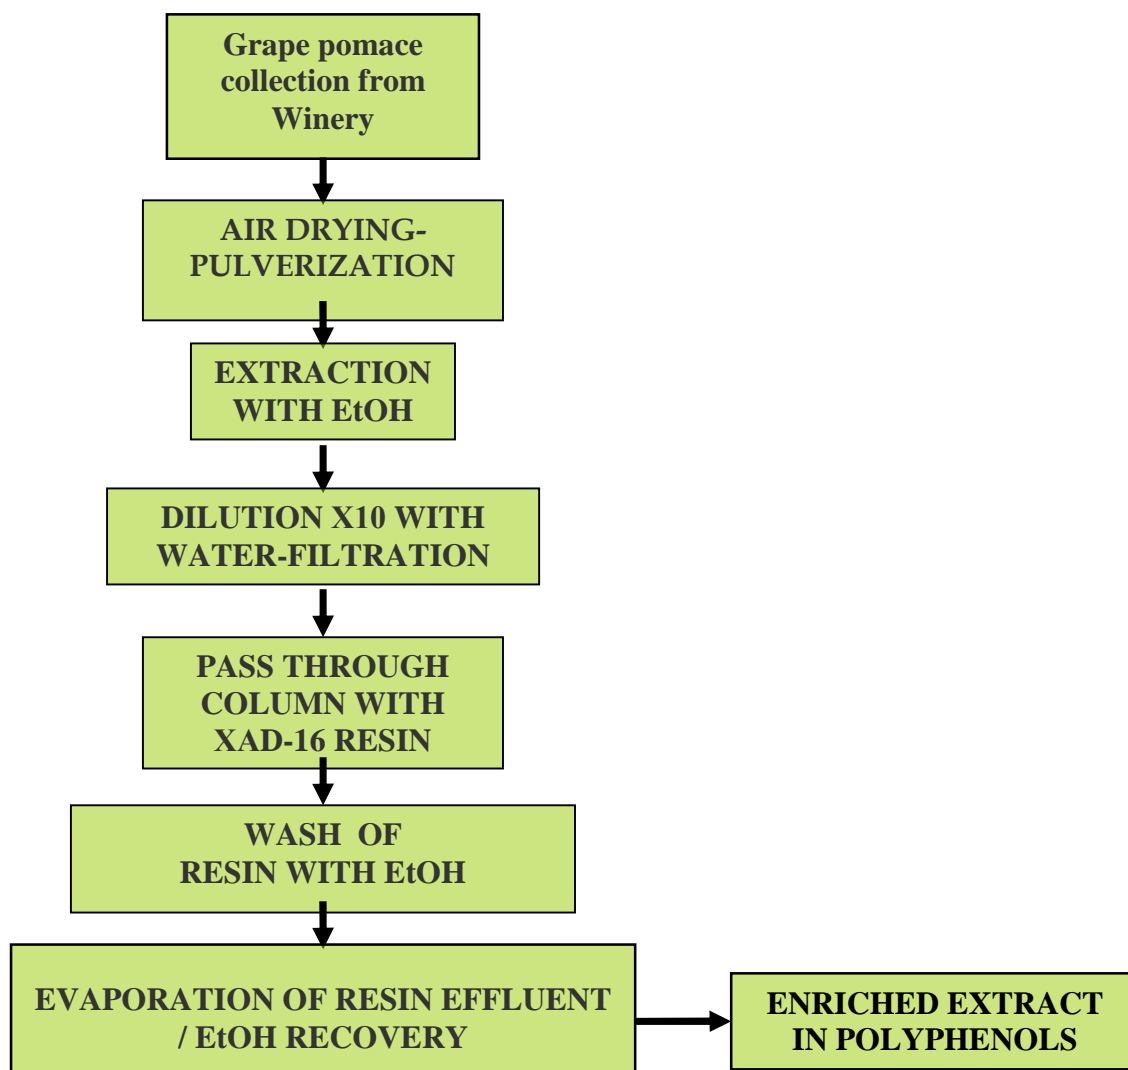 Grape pomace
collection from
Winery
AIR DRYING-
PULVERIZATION
EXTRACTION
WITH EtOH
DILUTION X10 WITH
WATER-FILTRATION
PASS THROUGH
COLUMN WITH
XAD-16 RESIN
WASH OF
RESIN WITH EtOH
EVAPORATION OF RESIN EFFLUENT
/ EtOH RECOVERY
ENRICHED EXTRACT
IN POLYPHENOLS